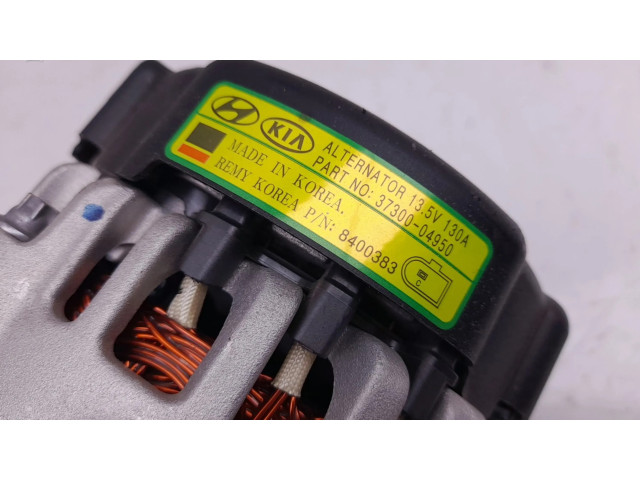 KIA
ALTERNATOR 13.5V 130A
PART NO: 37300-04950
MADE IN KOREA.
REMY KOREA P/N: 8400383
C